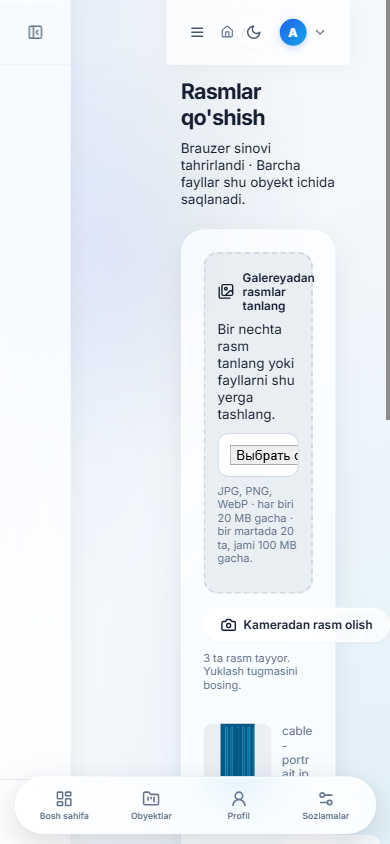 A
Rasmlar
qo'shish
Brauzer sinovi
tahrirlandi · Barcha
fayllar shu obyekt ichida
saqlanadi.
Galereyadan
rasmlar
tanlang
Bir nechta
rasm
tanlang yoki
fayllarni shu
yerga
tashlang.
Выбрать
JPG, PNG,
WebP · har biri
20 MB gacha ·
bir martada 20
ta, jami 100 MB
gacha.
Kameradan rasm olish
3 ta rasm tayyor.
Yuklash tugmasini
bosing.
cable
-
portr
ait.jp
Bosh sahifa
Obyektlar
Profil
Sozlamalar